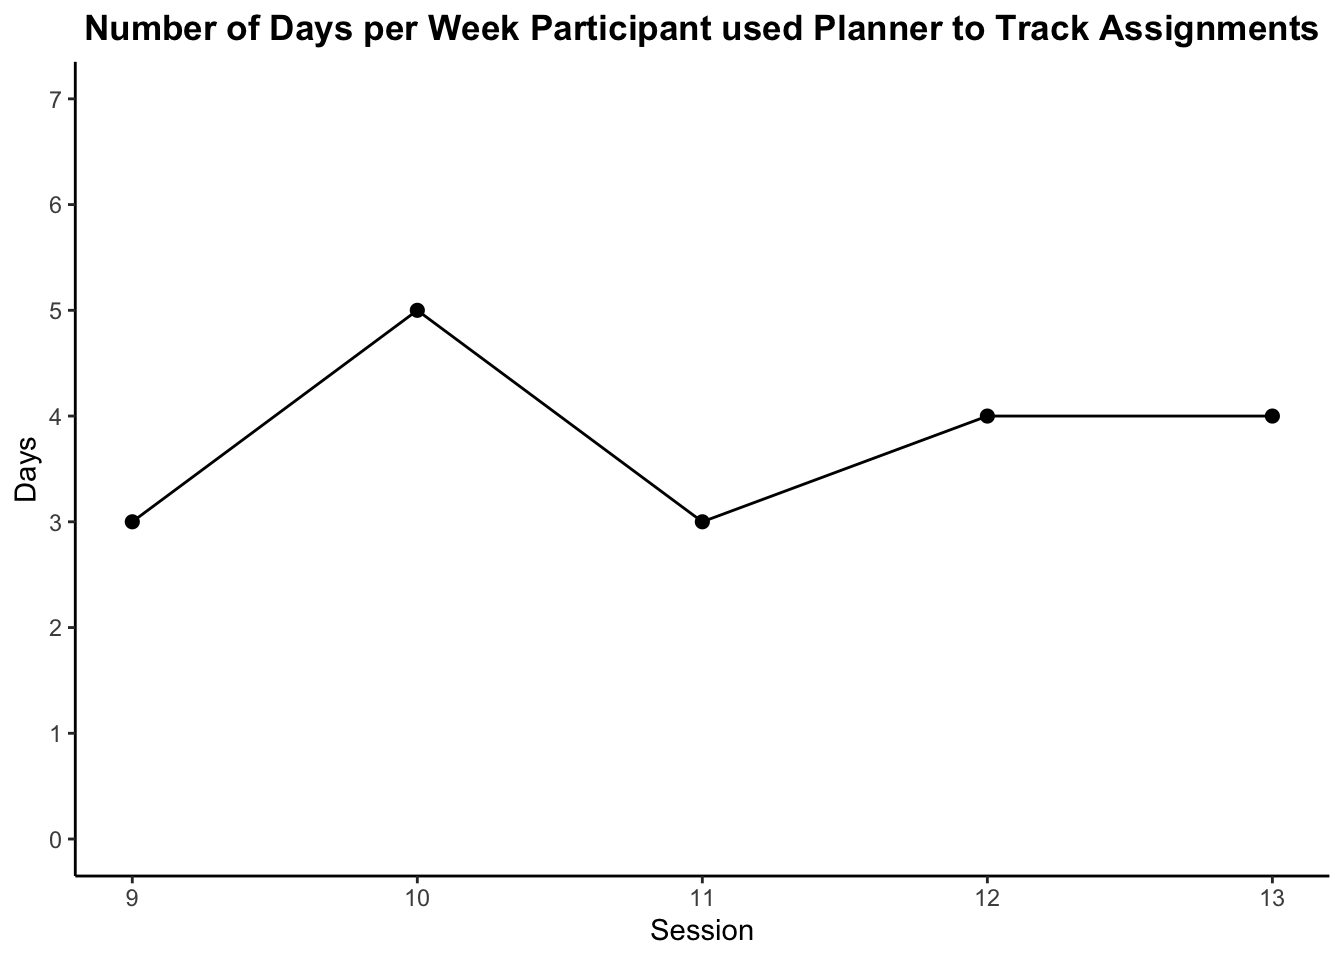 Number of Days per Week Participant used Planner to Track Assignments
7
6
5
4
3
2
1
0
Days
9 10 11 12 13
Session